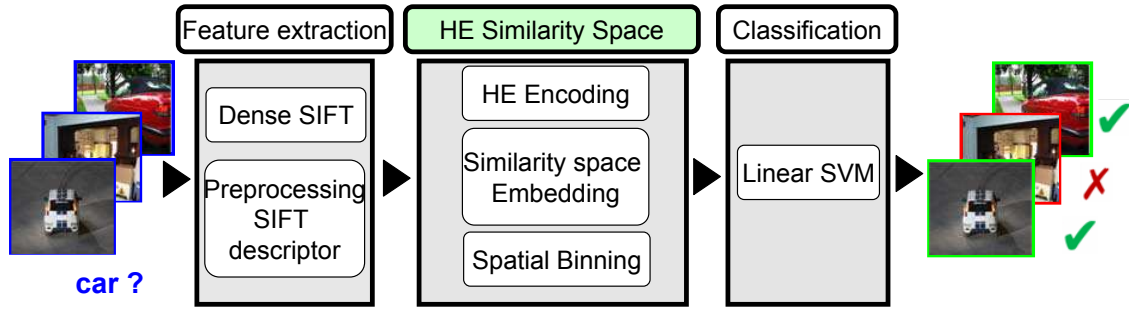 Feature extraction
HE Similarity Space
Classification
Dense SIFT
Preprocessing
SIFT
descriptor
HE Encoding
Similarity space
Embedding
Spatial Binning
Linear SVM
car ?